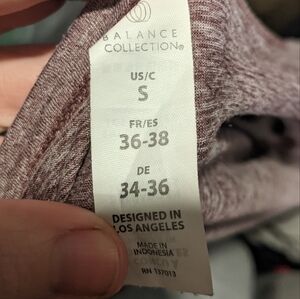 BALANCE
COLLECTION®
US/C
S
FR/ES
36-38
DE
34-36
DESIGNED IN
LOS ANGELES
MADE IN
INDONESIA
RN 137013